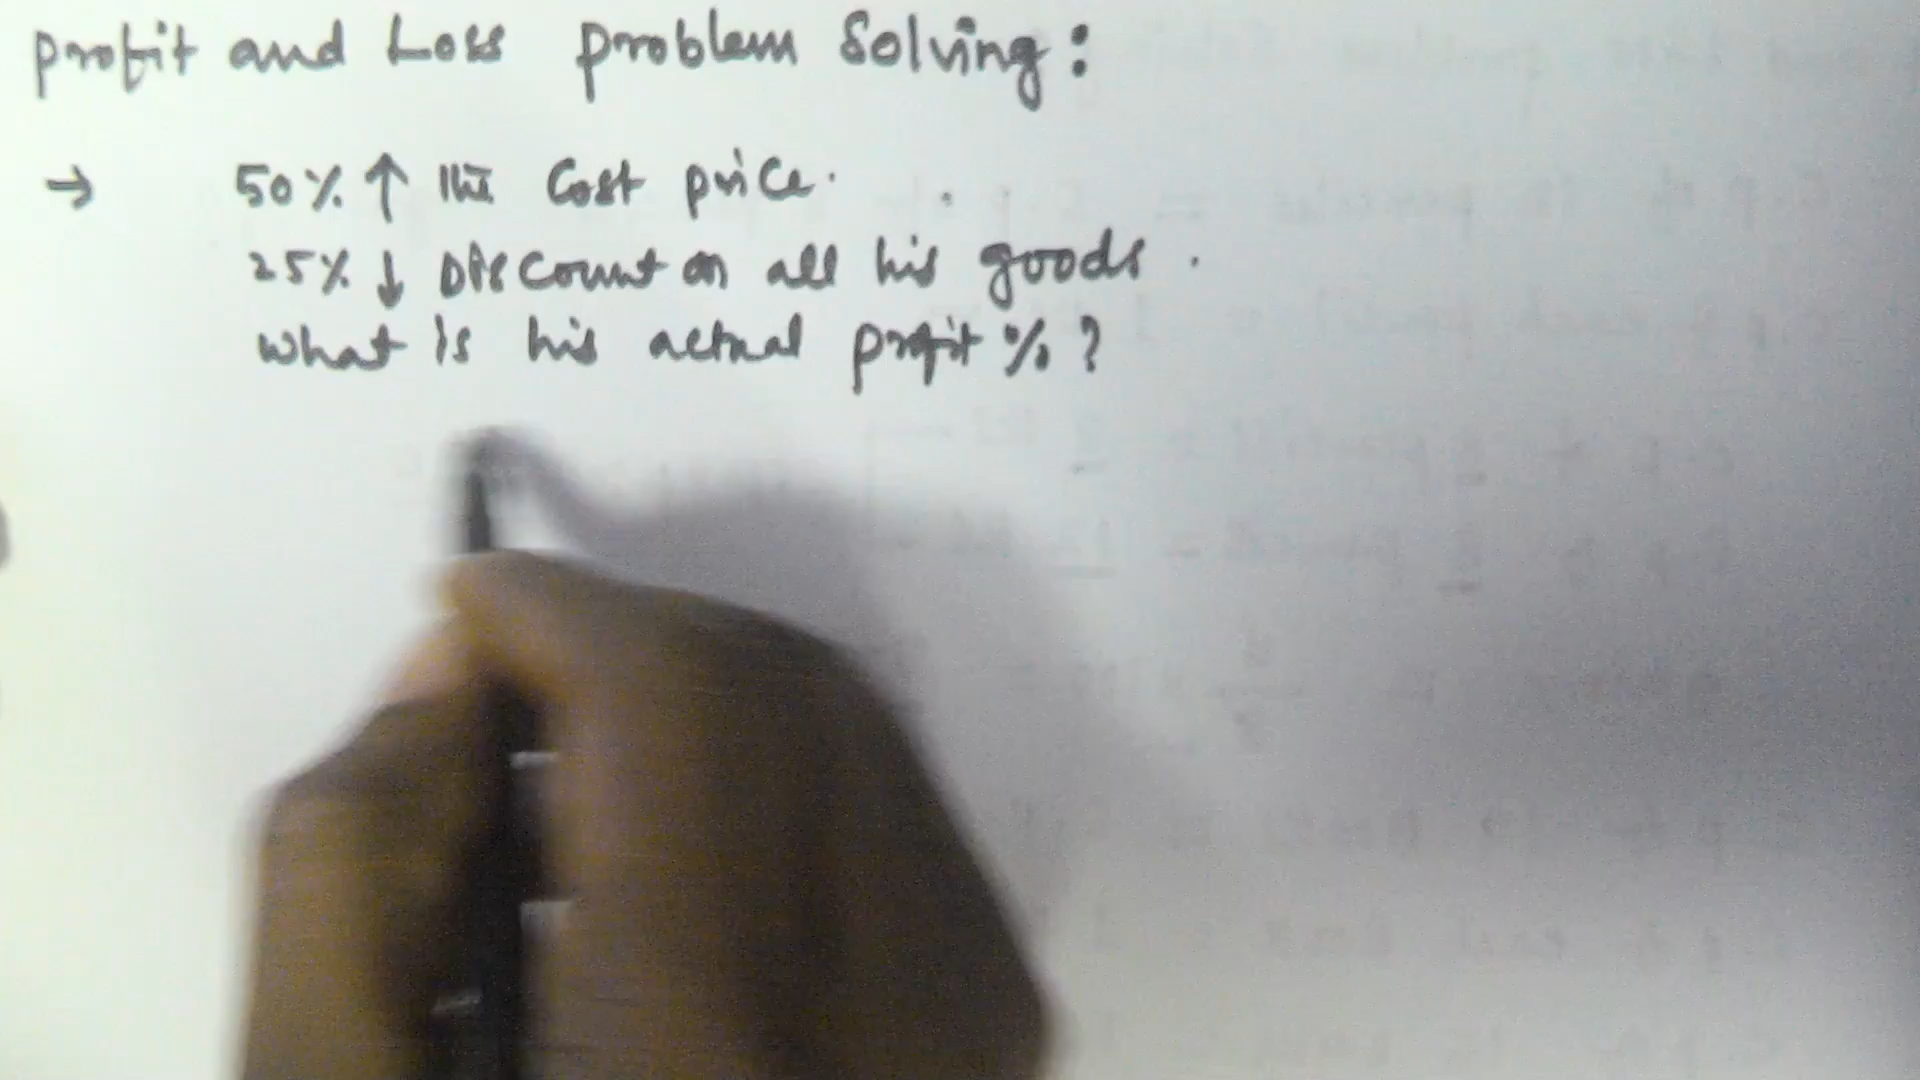 profit and Loss problem Solving:
→ 50% ↑ the Cost price.
25% ↓ Discount on all his goods.
what is his actual profit %?